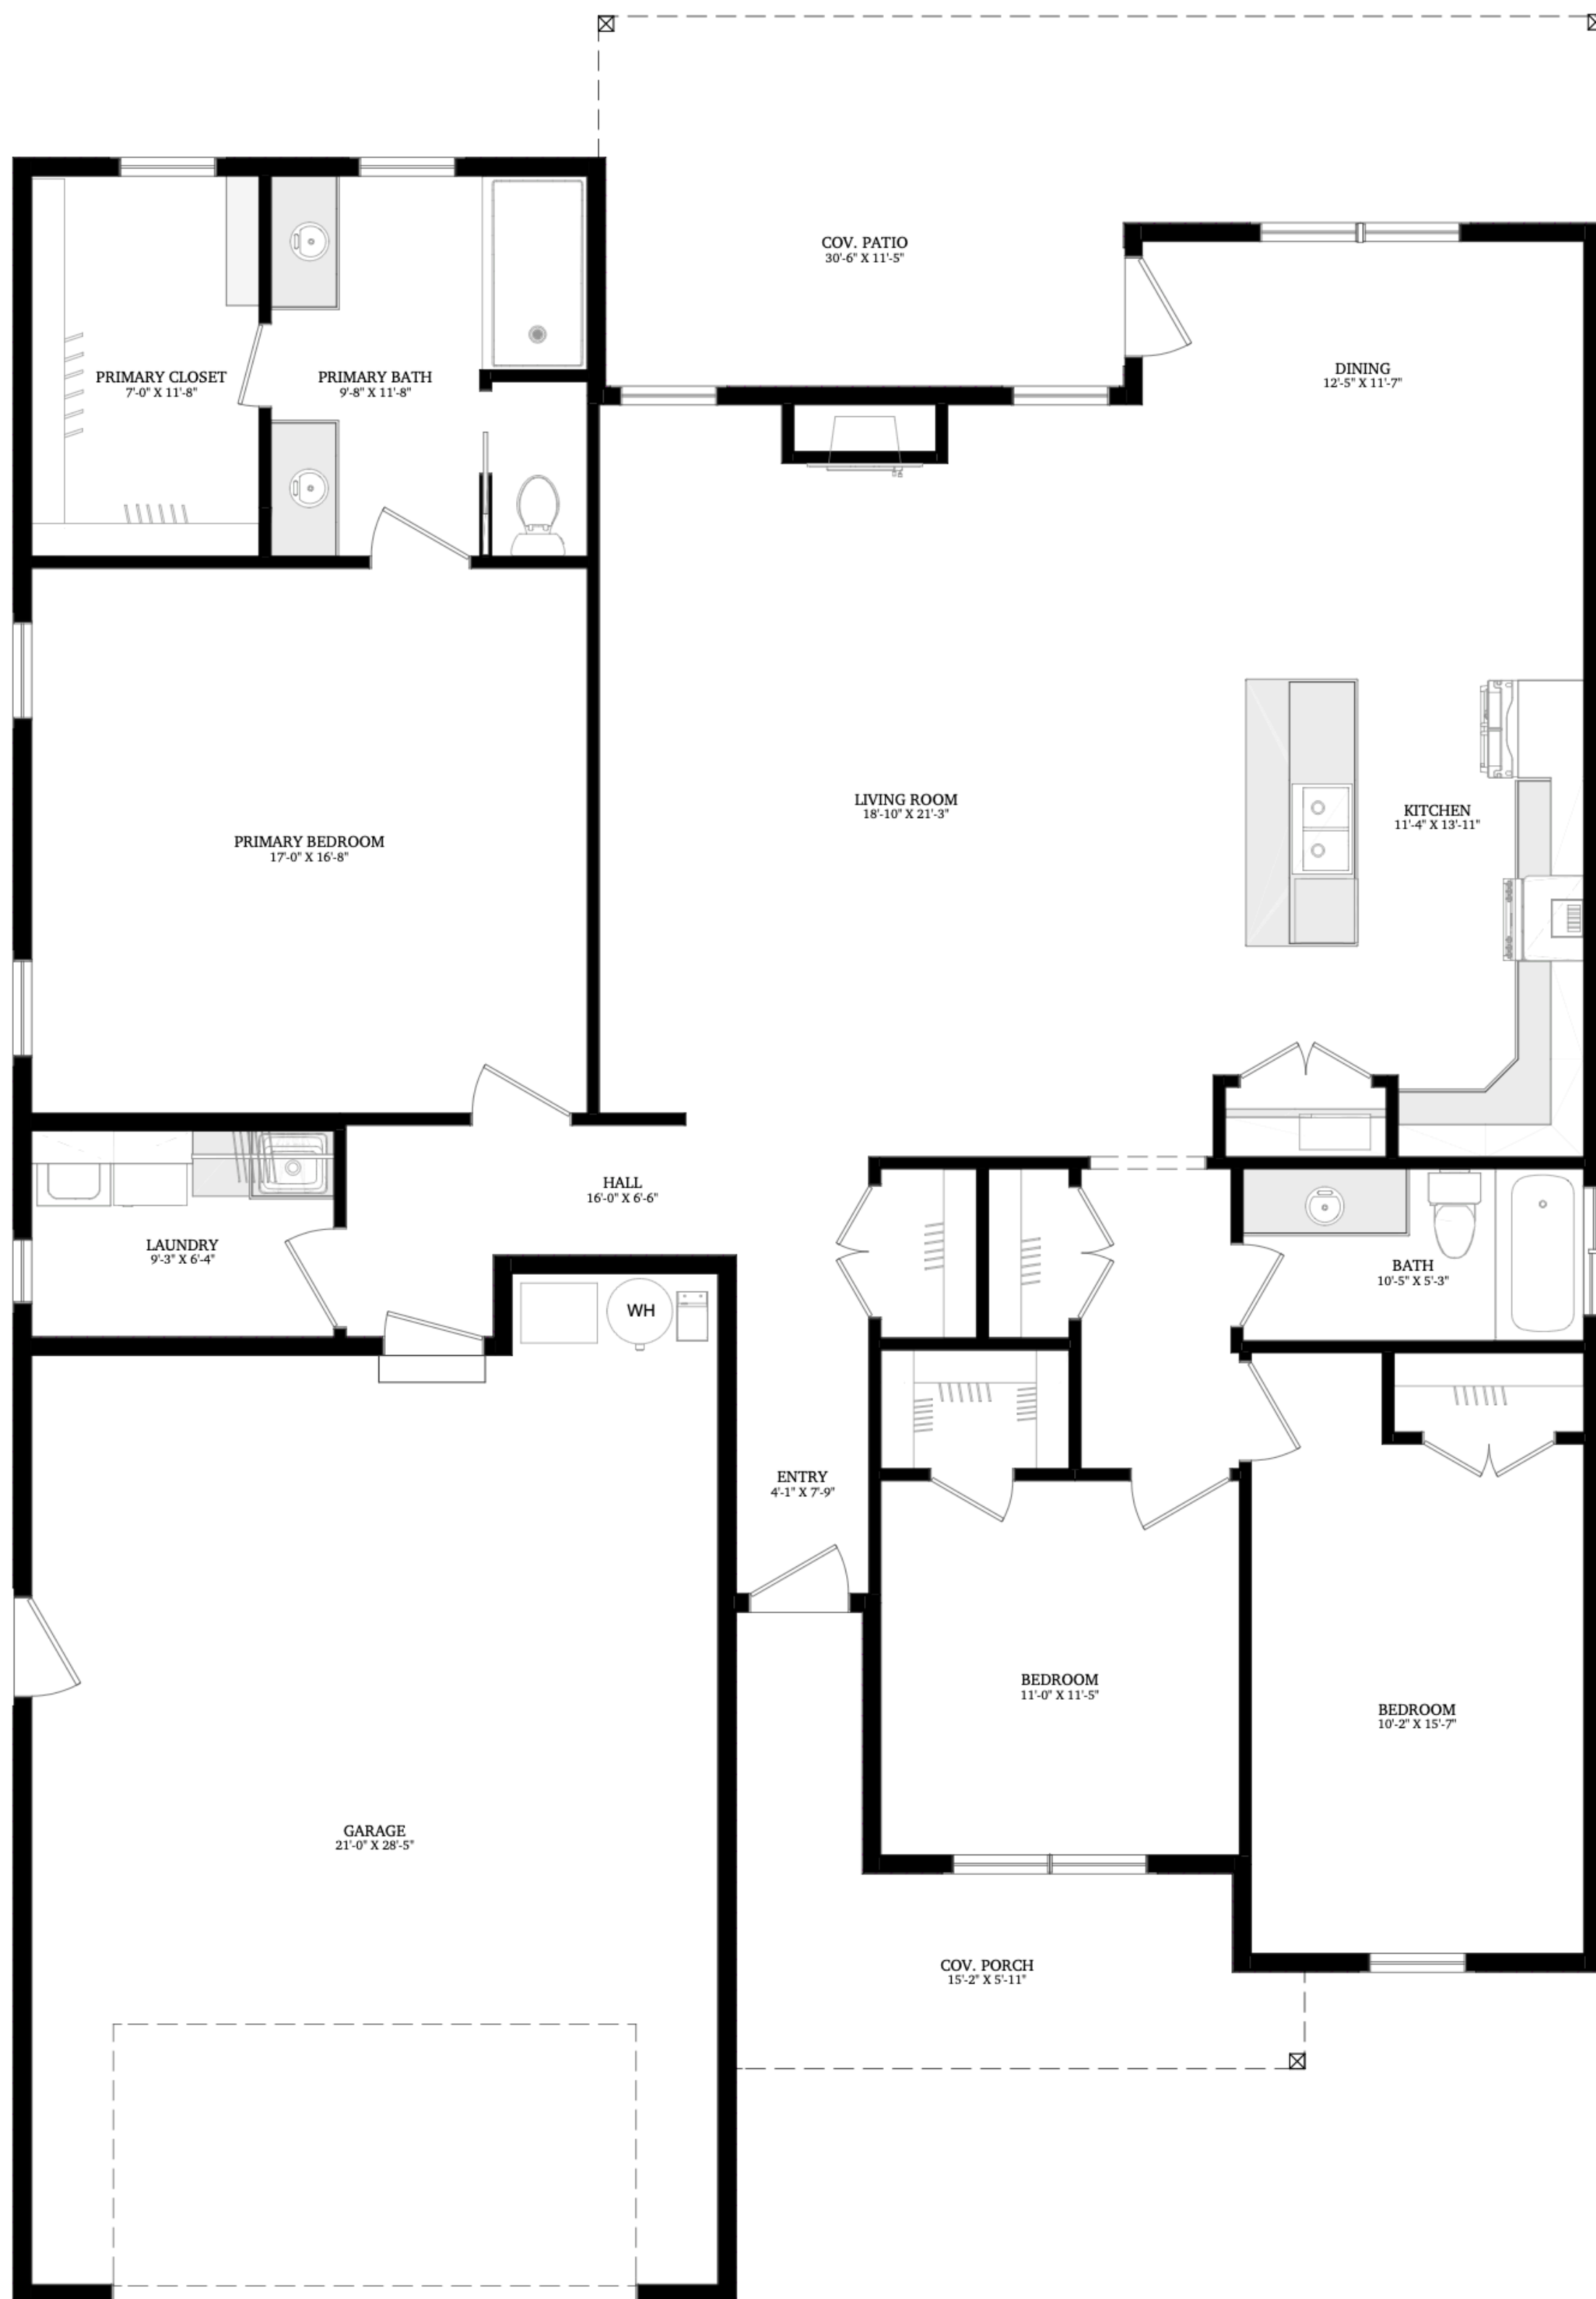 COV. PATIO
30'-6" X 11'-5"
DINING
12'-5" X 11'-7"
PRIMARY CLOSET
7'-0" X 11'-8"
PRIMARY BATH
9'-8" X 11'-8"
LIVING ROOM
18'-10" X 21'-3"
KITCHEN
11'-4" X 13'-11"
PRIMARY BEDROOM
17'-0" X 16'-8"
HALL
16'-0" X 6'-6"
LAUNDRY
9'-3" X 6'-4"
BATH
10'-5" X 5'-3"
WH
ENTRY
4'-1" X 7'-9"
BEDROOM
11'-0" X 11'-5"
BEDROOM
10'-2" X 15'-7"
GARAGE
21'-0" X 28'-5"
COV. PORCH
15'-2" X 5'-11"